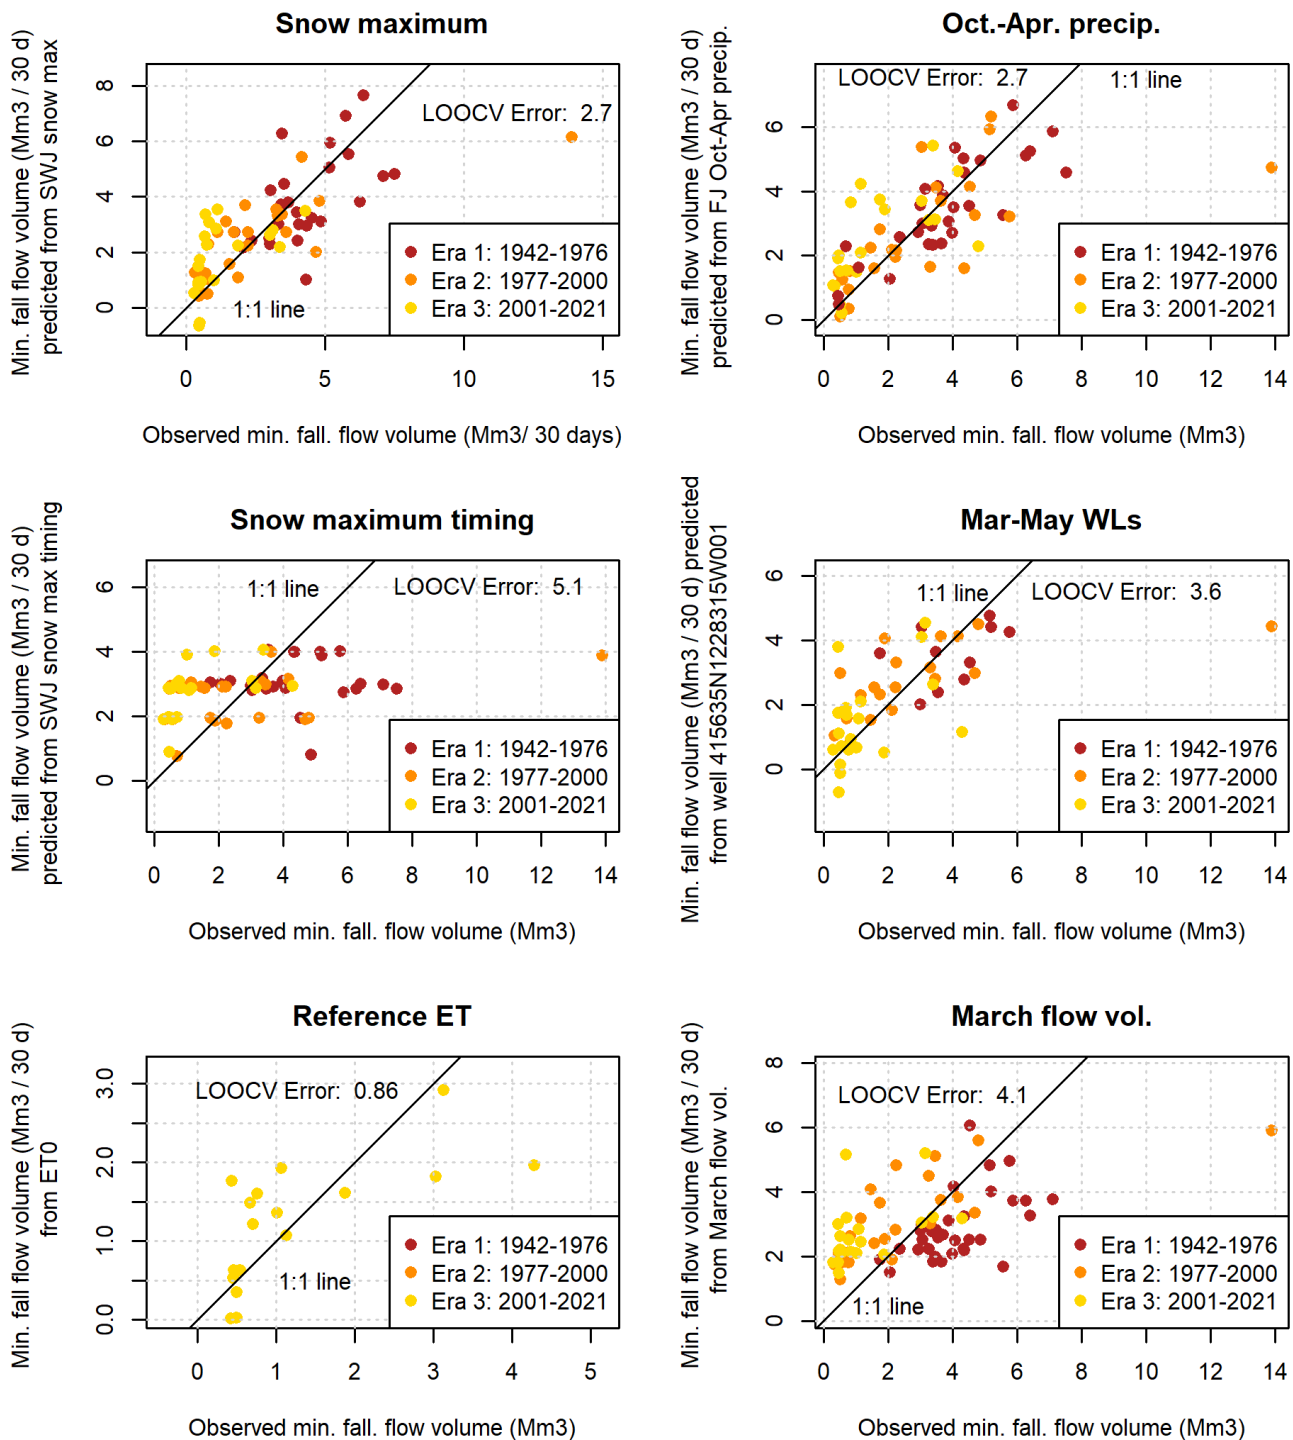 Snow maximum
Min. fall flow volume (Mm3 / 30 d)
predicted from SWJ snow max
8
6
4
2
0
LOOCV Error: 2.7
1:1 line
Era 1: 1942-1976
Era 2: 1977-2000
Era 3: 2001-2021
0 5 10 15
Observed min. fall. flow volume (Mm3/ 30 days)
Oct.-Apr. precip.
Min. fall flow volume (Mm3 / 30 d)
predicted from FJ Oct-Apr precip.
6
4
2
0
LOOCV Error: 2.7
1:1 line
Era 1: 1942-1976
Era 2: 1977-2000
Era 3: 2001-2021
0 2 4 6 8 10 12 14
Observed min. fall. flow volume (Mm3)
Snow maximum timing
Min. fall flow volume (Mm3 / 30 d)
predicted from SWJ snow max timing
6
4
2
0
1:1 line
LOOCV Error: 5.1
Era 1: 1942-1976
Era 2: 1977-2000
Era 3: 2001-2021
0 2 4 6 8 10 12 14
Observed min. fall. flow volume (Mm3)
Mar-May WLs
Min. fall flow volume (Mm3 / 30 d) predicted
from well 415635N1228315W001
6
4
2
0
1:1 line
LOOCV Error: 3.6
Era 1: 1942-1976
Era 2: 1977-2000
Era 3: 2001-2021
0 2 4 6 8 10 12 14
Observed min. fall. flow volume (Mm3)
Reference ET
Min. fall flow volume (Mm3 / 30 d)
from ET0
3.0
2.0
1.0
0.0
LOOCV Error: 0.86
1:1 line
Era 1: 1942-1976
Era 2: 1977-2000
Era 3: 2001-2021
0 1 2 3 4 5
Observed min. fall. flow volume (Mm3)
March flow vol.
Min. fall flow volume (Mm3 / 30 d)
from March flow vol.
8
6
4
2
0
LOOCV Error: 4.1
1:1 line
Era 1: 1942-1976
Era 2: 1977-2000
Era 3: 2001-2021
0 2 4 6 8 10 12 14
Observed min. fall. flow volume (Mm3)